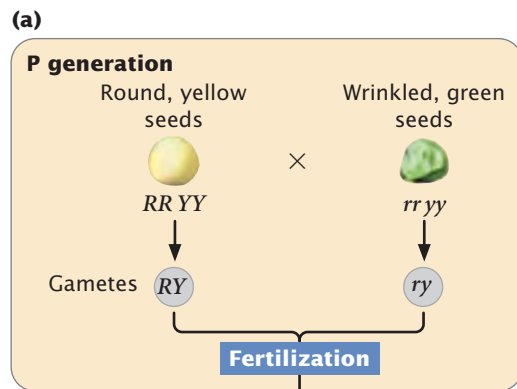 (a)
P generation
Round, yellow
seeds
Wrinkled, green
seeds
×
RR YY
rr yy
Gametes
RY
ry
Fertilization